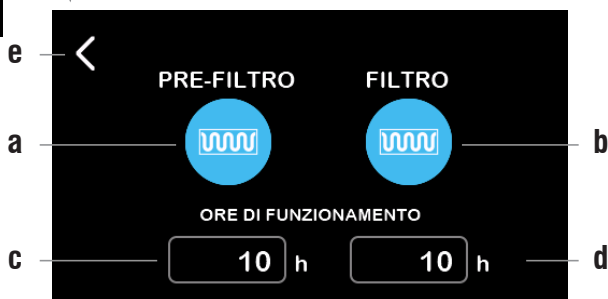 e
PRE-FILTRO FILTRO
a b
ORE DI FUNZIONAMENTO
c 10 h 10 h d